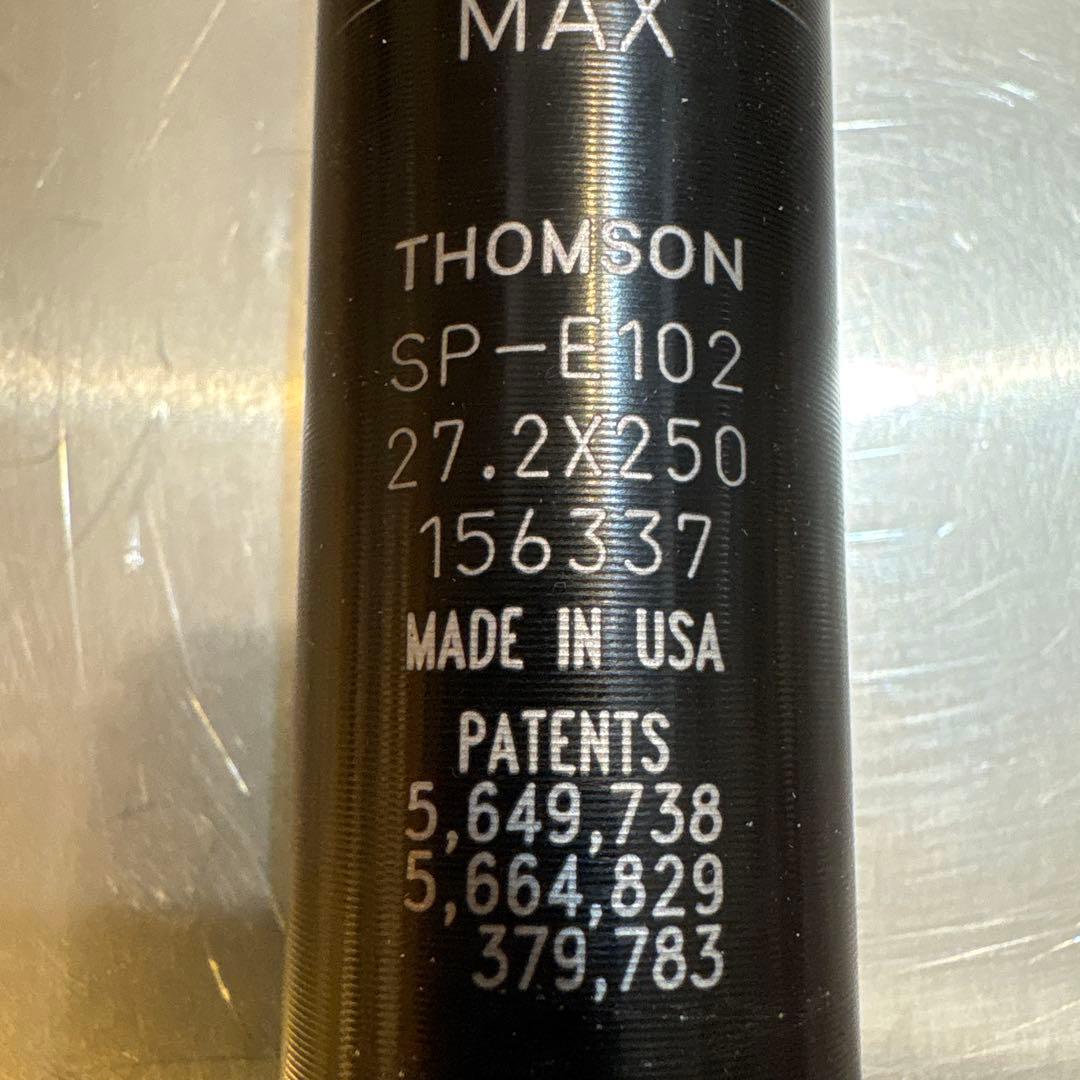 MAX
THOMSON
SP-E102
27.2X250
156337
MADE IN USA
PATENTS
5,649,738
5,664,829
379,783